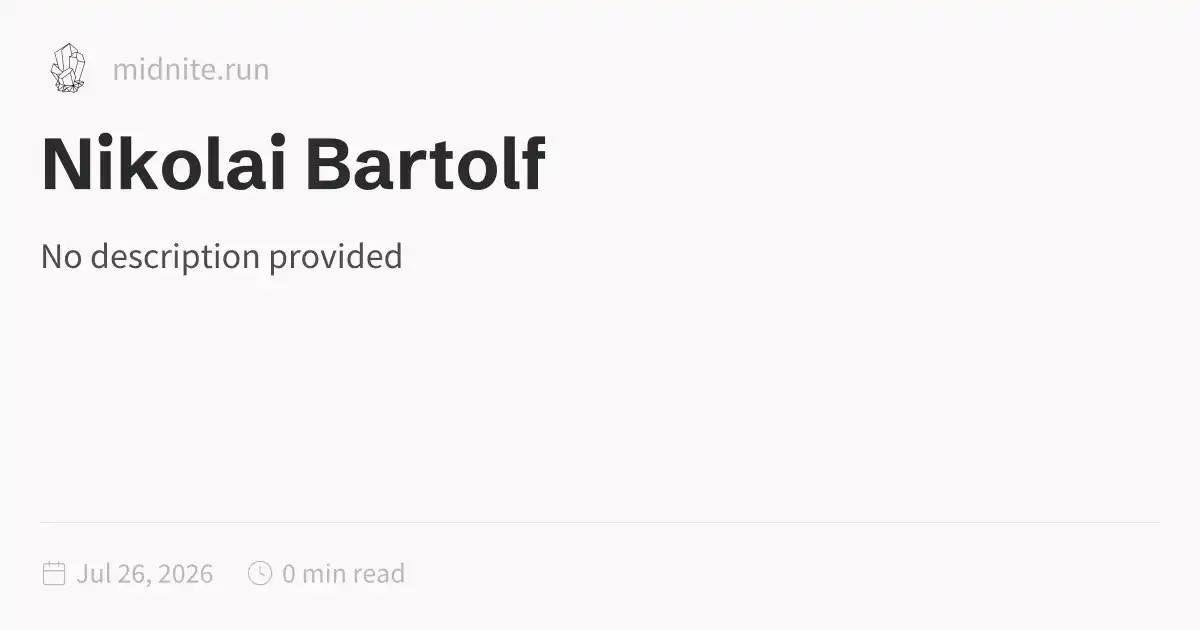 midnite.run
Nikolai Bartolf
No description provided
Jul 26, 2026 0 min read